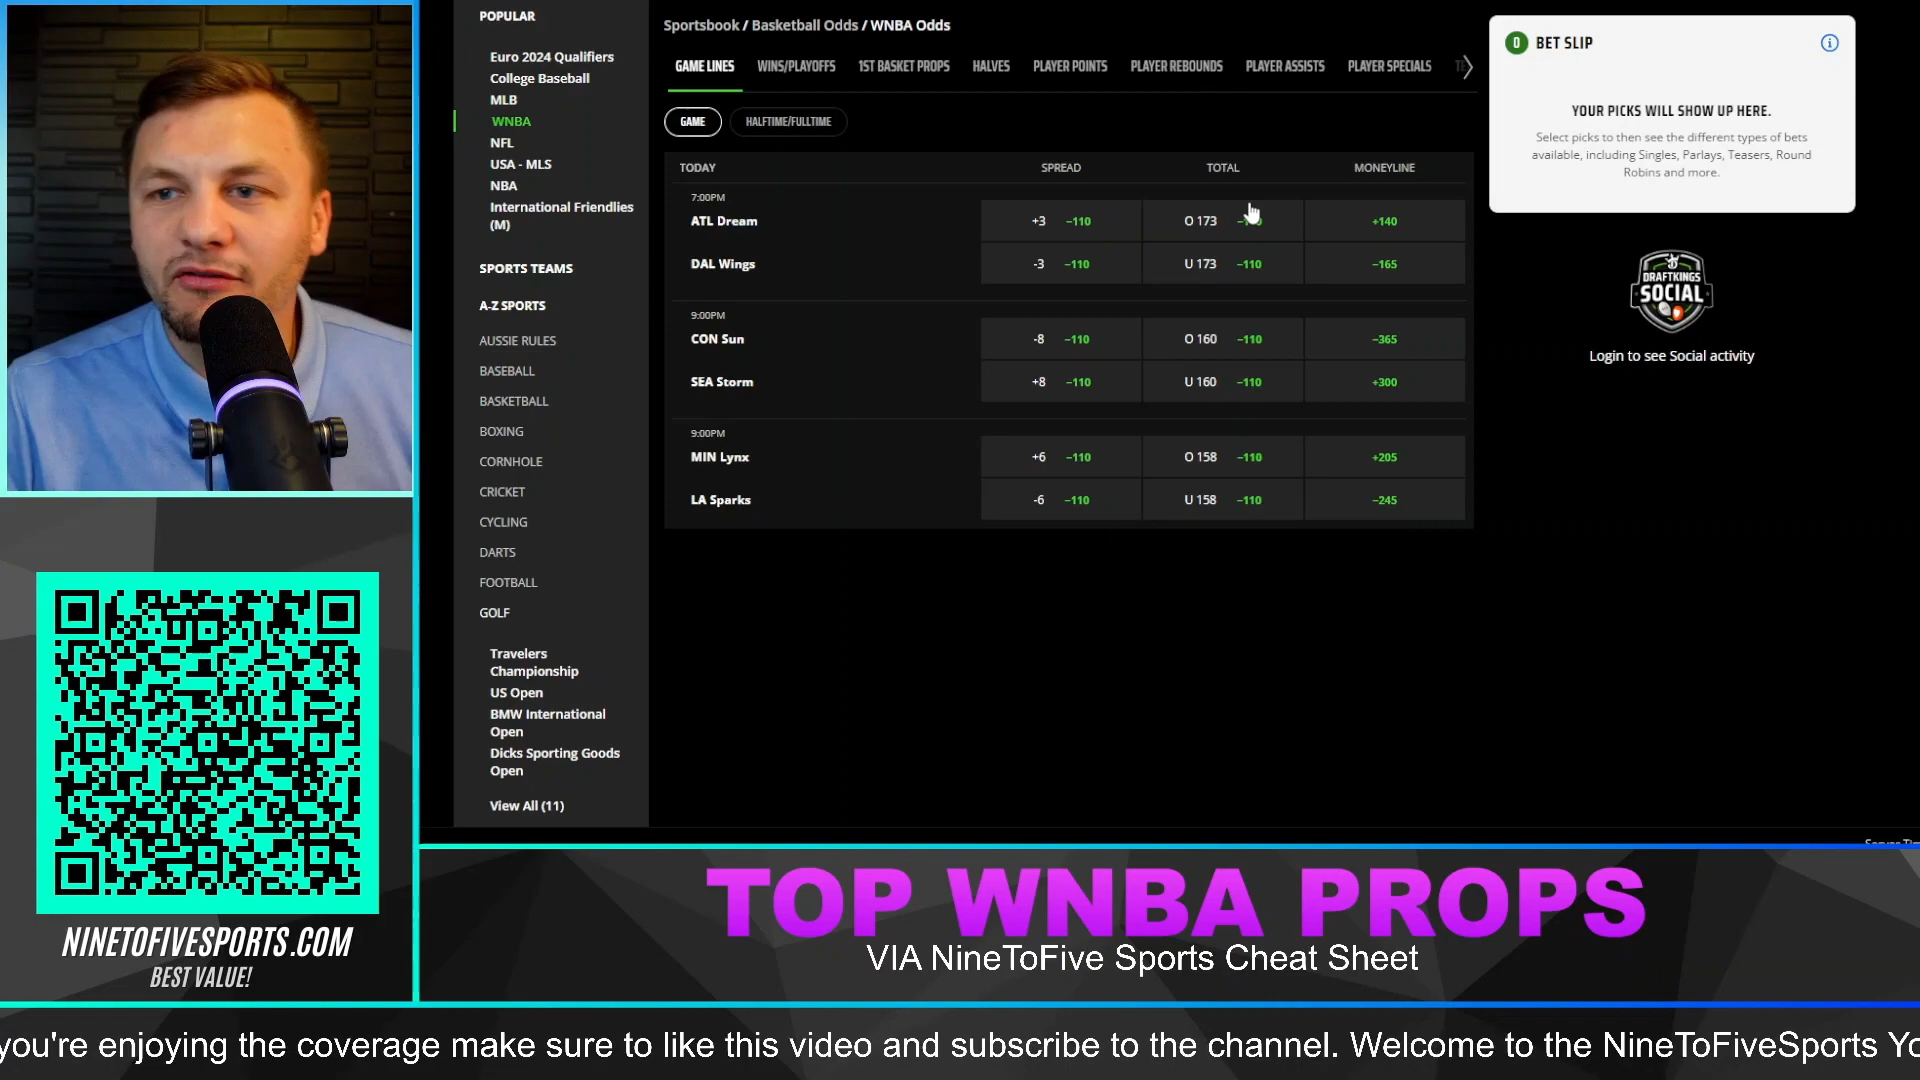 POPULAR
Euro 2024 Qualifiers
College Baseball
MLB
WNBA
NFL
USA - MLS
NBA
International Friendlies
(M)
SPORTS TEAMS
A-Z SPORTS
AUSSIE RULES
BASEBALL
BASKETBALL
BOXING
CORNHOLE
CRICKET
CYCLING
DARTS
FOOTBALL
GOLF
Travelers
Championship
US Open
BMW International
Open
Dicks Sporting Goods
Open
View All (11)
Sportsbook / Basketball Odds / WNBA Odds
GAME LINES WINS/PLAYOFFS 1ST BASKET PROPS HALVES PLAYER POINTS PLAYER REBOUNDS PLAYER ASSISTS PLAYER SPECIALS
GAME HALFTIME/FULLTIME
TODAY SPREAD TOTAL MONEYLINE
7:00PM
ATL Dream +3 −110 O 173 +140
DAL Wings -3 −110 U 173 −110 −165
9:00PM
CON Sun -8 −110 O 160 −110 −365
SEA Storm +8 −110 U 160 −110 +300
9:00PM
MIN Lynx +6 −110 O 158 −110 +205
LA Sparks -6 −110 U 158 −110 −245
0 BET SLIP
YOUR PICKS WILL SHOW UP HERE.
Select picks to then see the different types of bets
available, including Singles, Parlays, Teasers, Round
Robins and more.
DRAFTKINGS
SOCIAL
Login to see Social activity
NINETOFIVESPORTS.COM
BEST VALUE!
TOP WNBA PROPS
VIA NineToFive Sports Cheat Sheet
you're enjoying the coverage make sure to like this video and subscribe to the channel. Welcome to the NineToFiveSports Yo